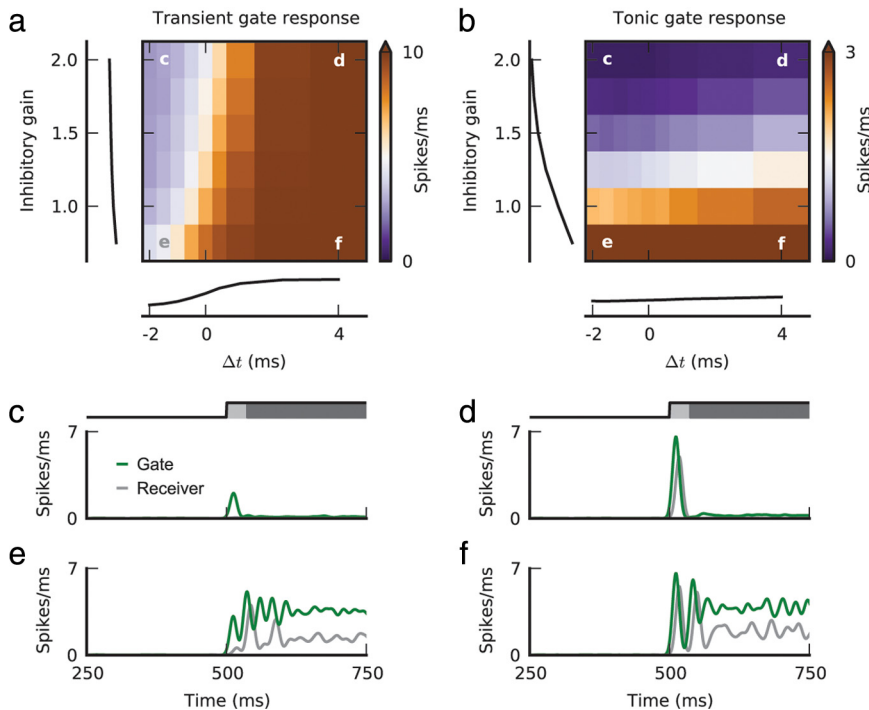 a
Transient gate response
Inhibitory gain
2.0
1.5
1.0
c
d
e
f
10
0
Spikes/ms
-2
0
4
Δt (ms)
b
Tonic gate response
Inhibitory gain
2.0
1.5
1.0
c
d
e
f
3
0
Spikes/ms
-2
0
4
Δt (ms)
c
Spikes/ms
7
0
Gate
Receiver
d
Spikes/ms
7
0
e
Spikes/ms
7
0
250
500
750
Time (ms)
f
Spikes/ms
7
0
250
500
750
Time (ms)